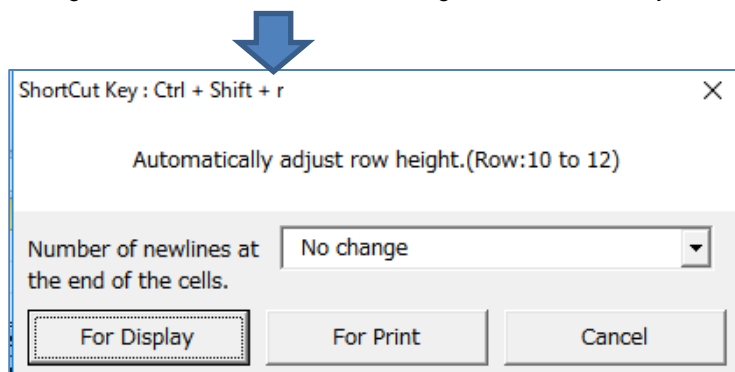 ShortCut Key : Ctrl + Shift + r
Automatically adjust row height.(Row:10 to 12)
Number of newlines at
the end of the cells.
No change
For Display
For Print
Cancel